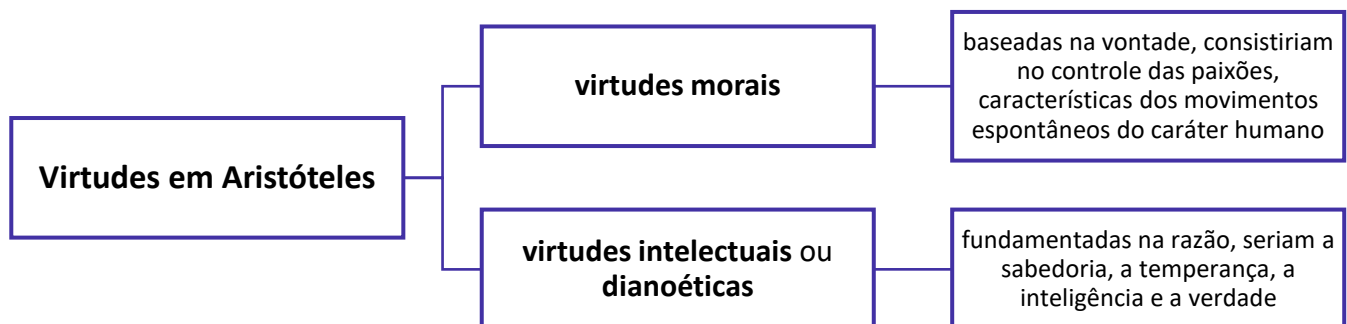 Virtudes em Aristóteles
virtudes morais
baseadas na vontade, consistiriam
no controle das paixões,
características dos movimentos
espontâneos do caráter humano
virtudes intelectuais ou
dianoéticas
fundamentadas na razão, seriam a
sabedoria, a temperança, a
inteligência e a verdade